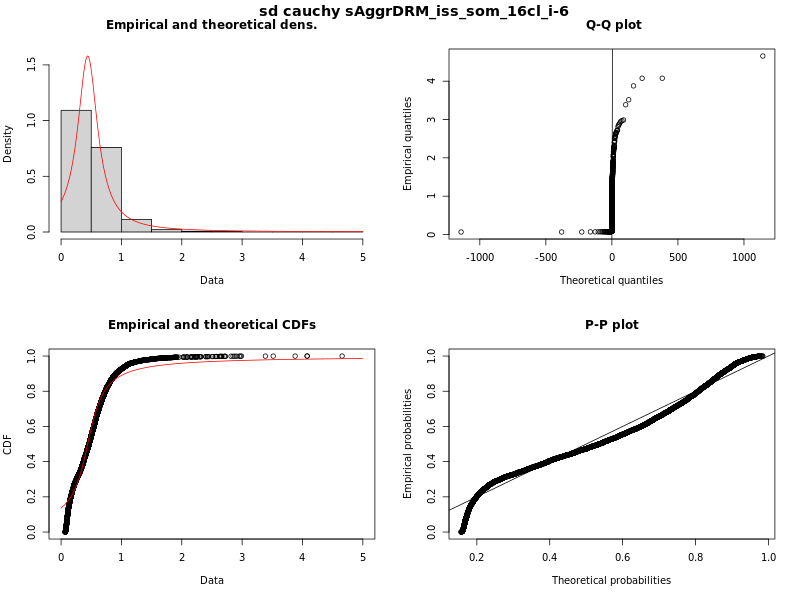 sd cauchy sAggrDRM_iss_som_16cl_i-6
Empirical and theoretical dens.
Density
0.0 0.5 1.0 1.5
0 1 2 3 4 5
Data
Q-Q plot
Empirical quantiles
0 1 2 3 4
-1000 -500 0 500 1000
Theoretical quantiles
Empirical and theoretical CDFs
CDF
0.0 0.2 0.4 0.6 0.8 1.0
0 1 2 3 4 5
Data
P-P plot
Empirical probabilities
0.0 0.2 0.4 0.6 0.8 1.0
0.2 0.4 0.6 0.8 1.0
Theoretical probabilities